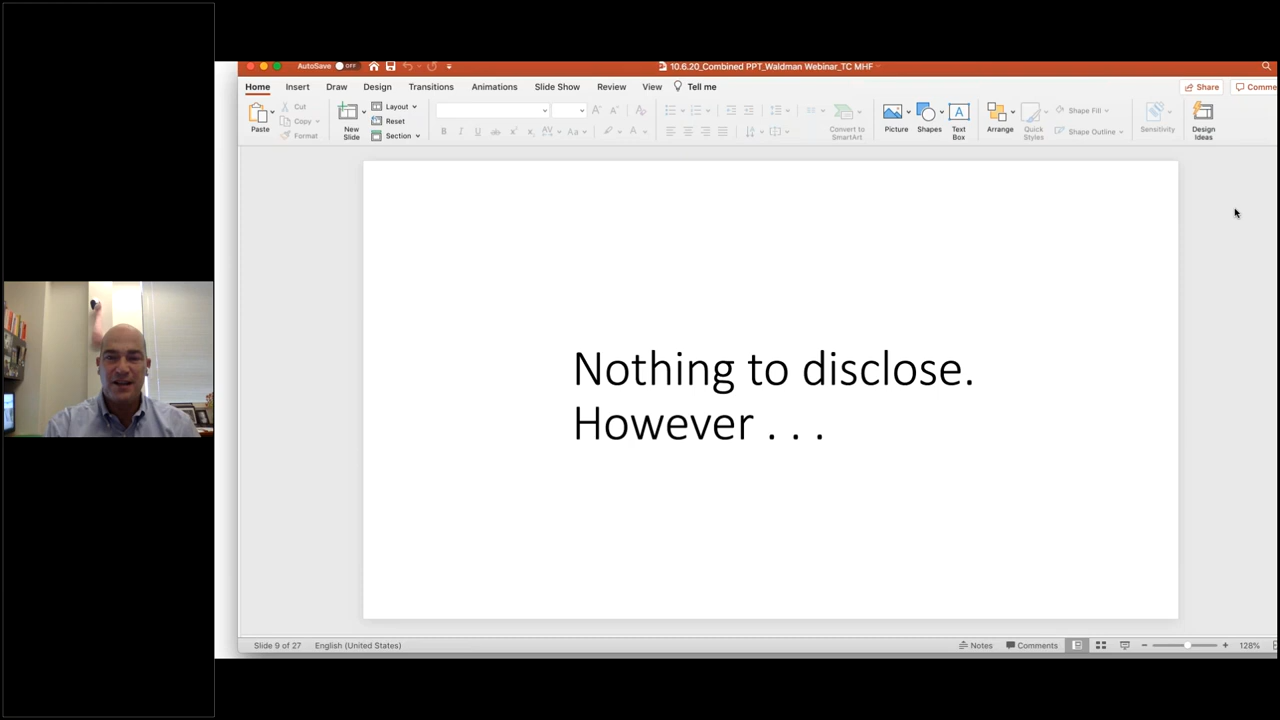 AutoSave OFF
10.6.20_Combined PPT_Waldman Webinar_TC MHF
Home Insert Draw Design Transitions Animations Slide Show Review View Tell me
Share Comme
Paste
Cut
Copy
Format
New Slide
Layout
Reset
Section
Convert to SmartArt
Picture
Shapes
Text Box
Arrange
Quick Styles
Shape Fill
Shape Outline
Sensitivity
Design Ideas
Nothing to disclose.
However . . .
Slide 9 of 27 English (United States) Notes Comments 128%